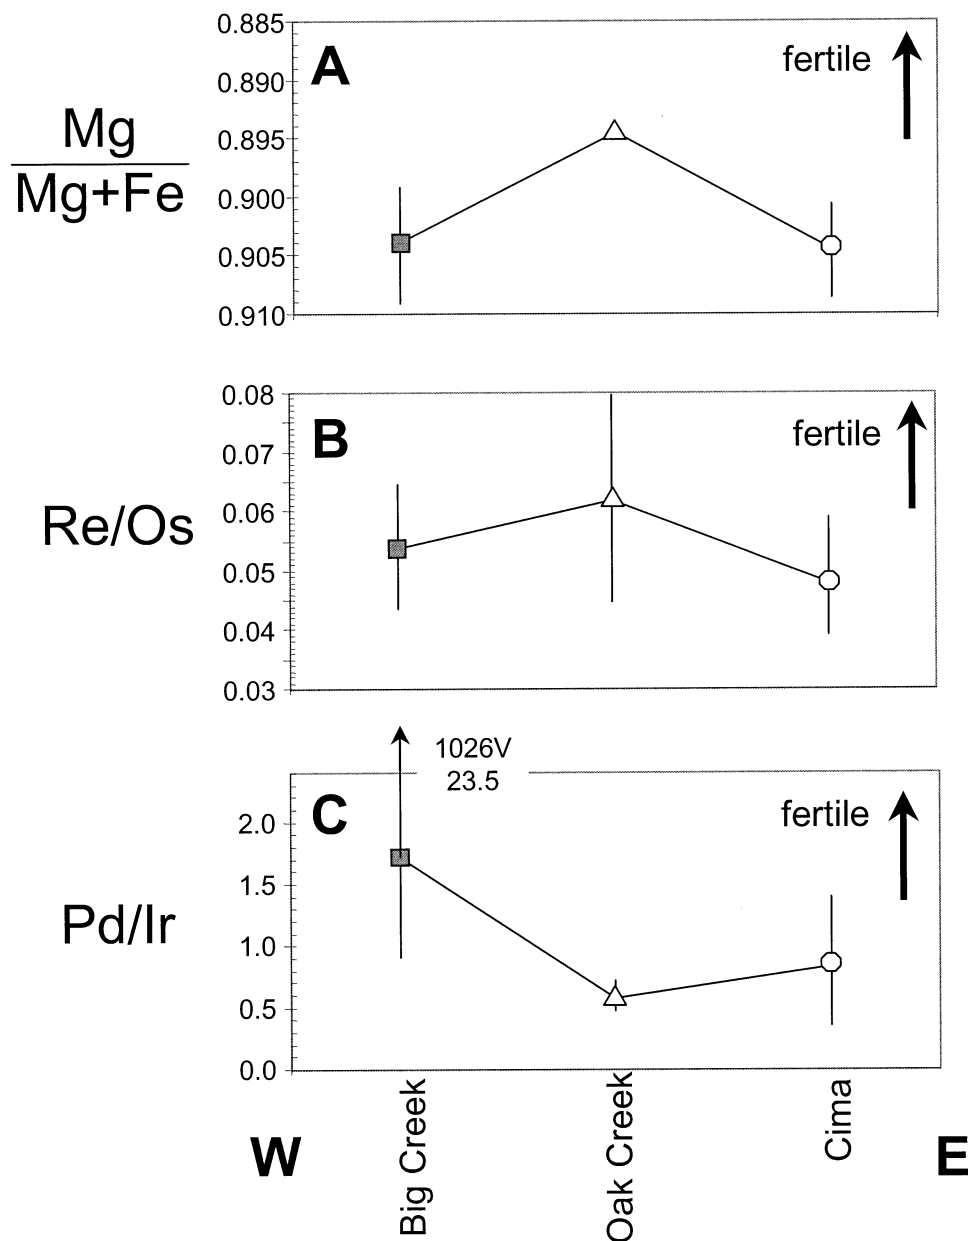 A
fertile
Mg
Mg+Fe
0.885
0.890
0.895
0.900
0.905
0.910
B
fertile
Re/Os
0.08
0.07
0.06
0.05
0.04
0.03
1026V
23.5
C
fertile
Pd/Ir
2.0
1.5
1.0
0.5
0.0
W
Big Creek
Oak Creek
Cima
E